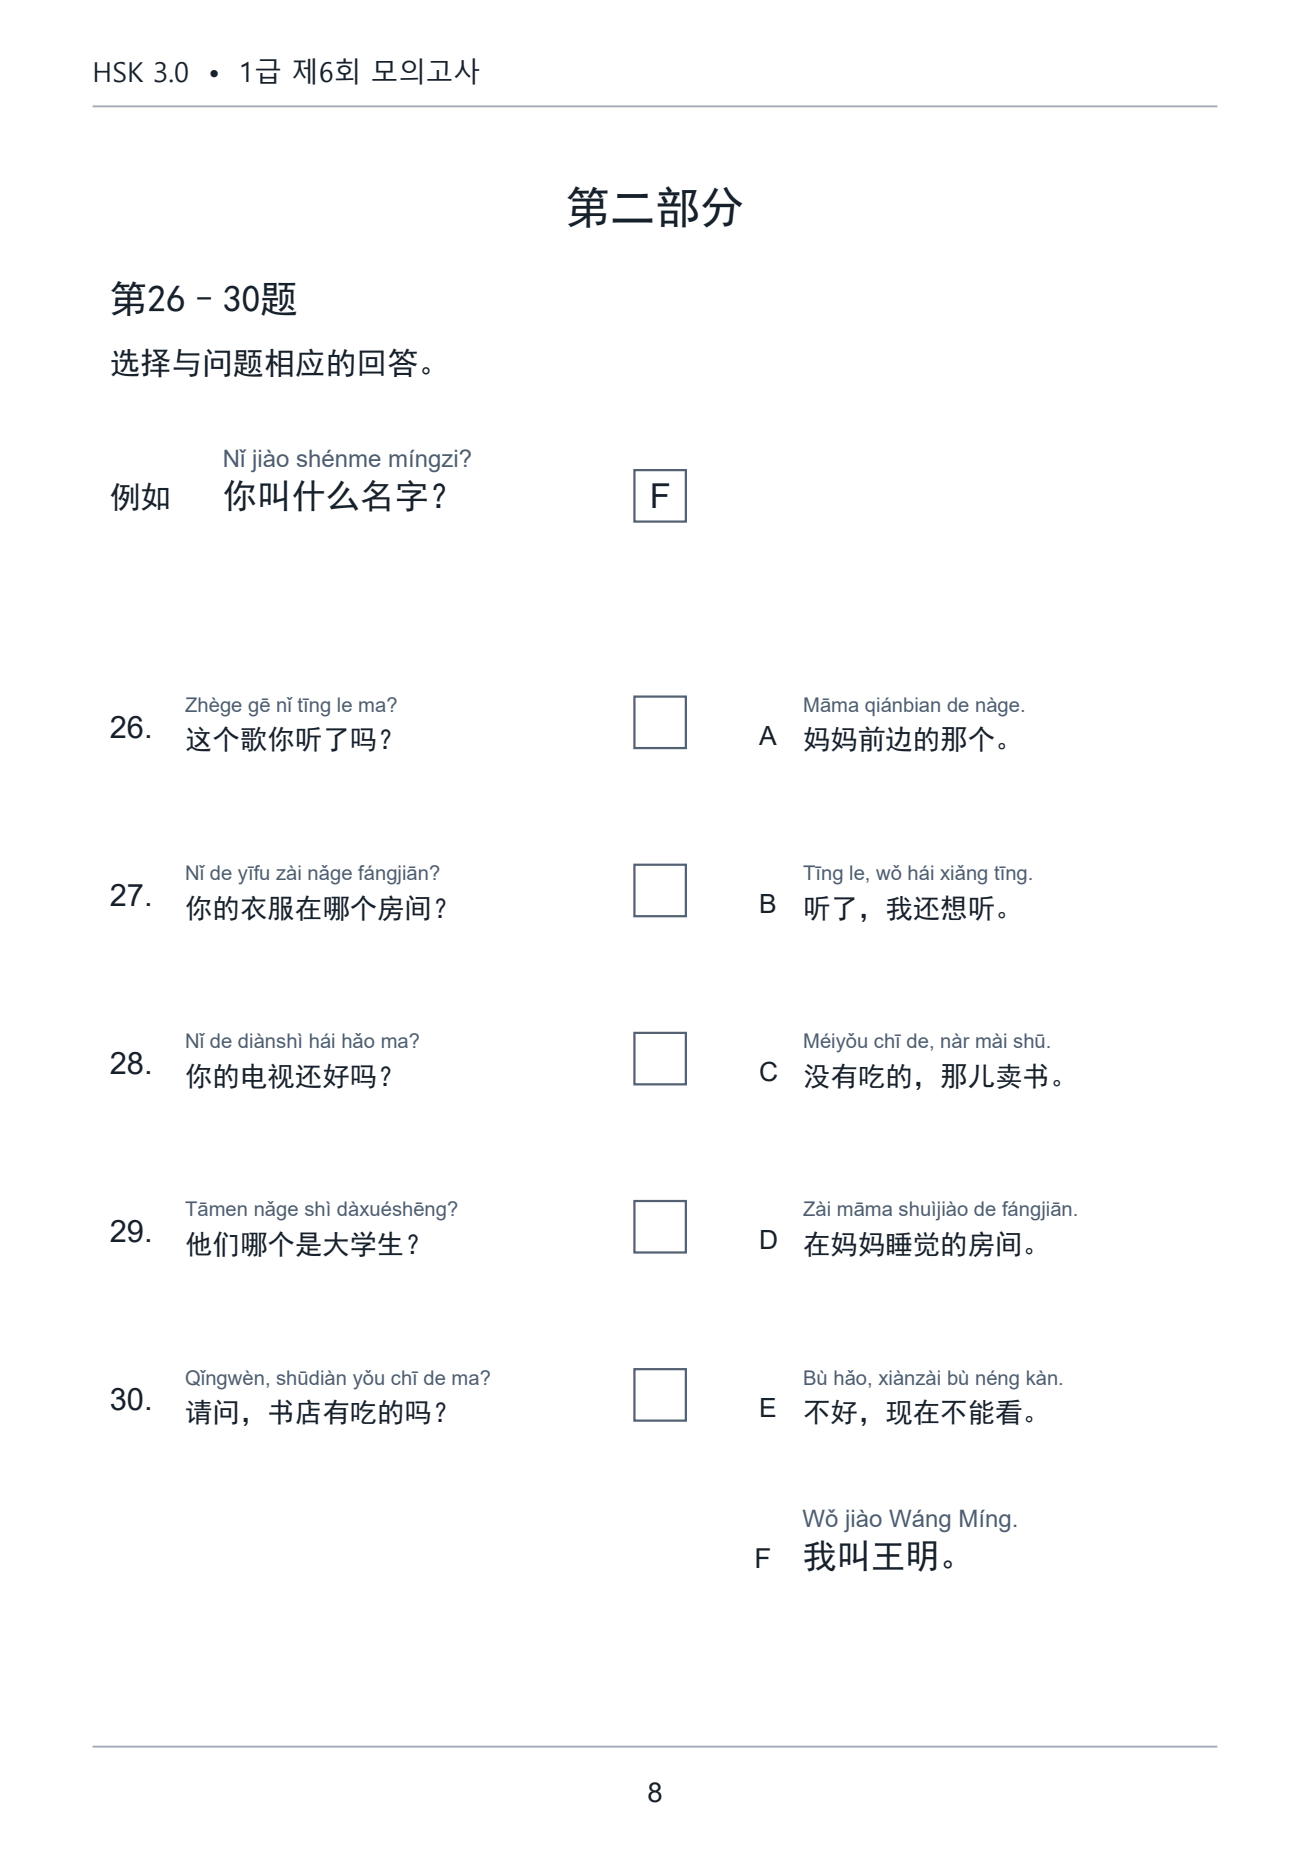 HSK 3.0 • 1급 제6회 모의고사
第二部分
第26－30题
选择与问题相应的回答。
Nǐ jiào shénme míngzi?
例如 你叫什么名字？ F
Zhège gē nǐ tīng le ma?
26. 这个歌你听了吗？
Māma qiánbian de nàge.
A 妈妈前边的那个。
Nǐ de yīfu zài nǎge fángjiān?
27. 你的衣服在哪个房间？
Tīng le, wǒ hái xiǎng tīng.
B 听了，我还想听。
Nǐ de diànshì hái hǎo ma?
28. 你的电视还好吗？
Méiyǒu chī de, nàr mài shū.
C 没有吃的，那儿卖书。
Tāmen nǎge shì dàxuéshēng?
29. 他们哪个是大学生？
Zài māma shuìjiào de fángjiān.
D 在妈妈睡觉的房间。
Qǐngwèn, shūdiàn yǒu chī de ma?
30. 请问，书店有吃的吗？
Bù hǎo, xiànzài bù néng kàn.
E 不好，现在不能看。
Wǒ jiào Wáng Míng.
F 我叫王明。
8